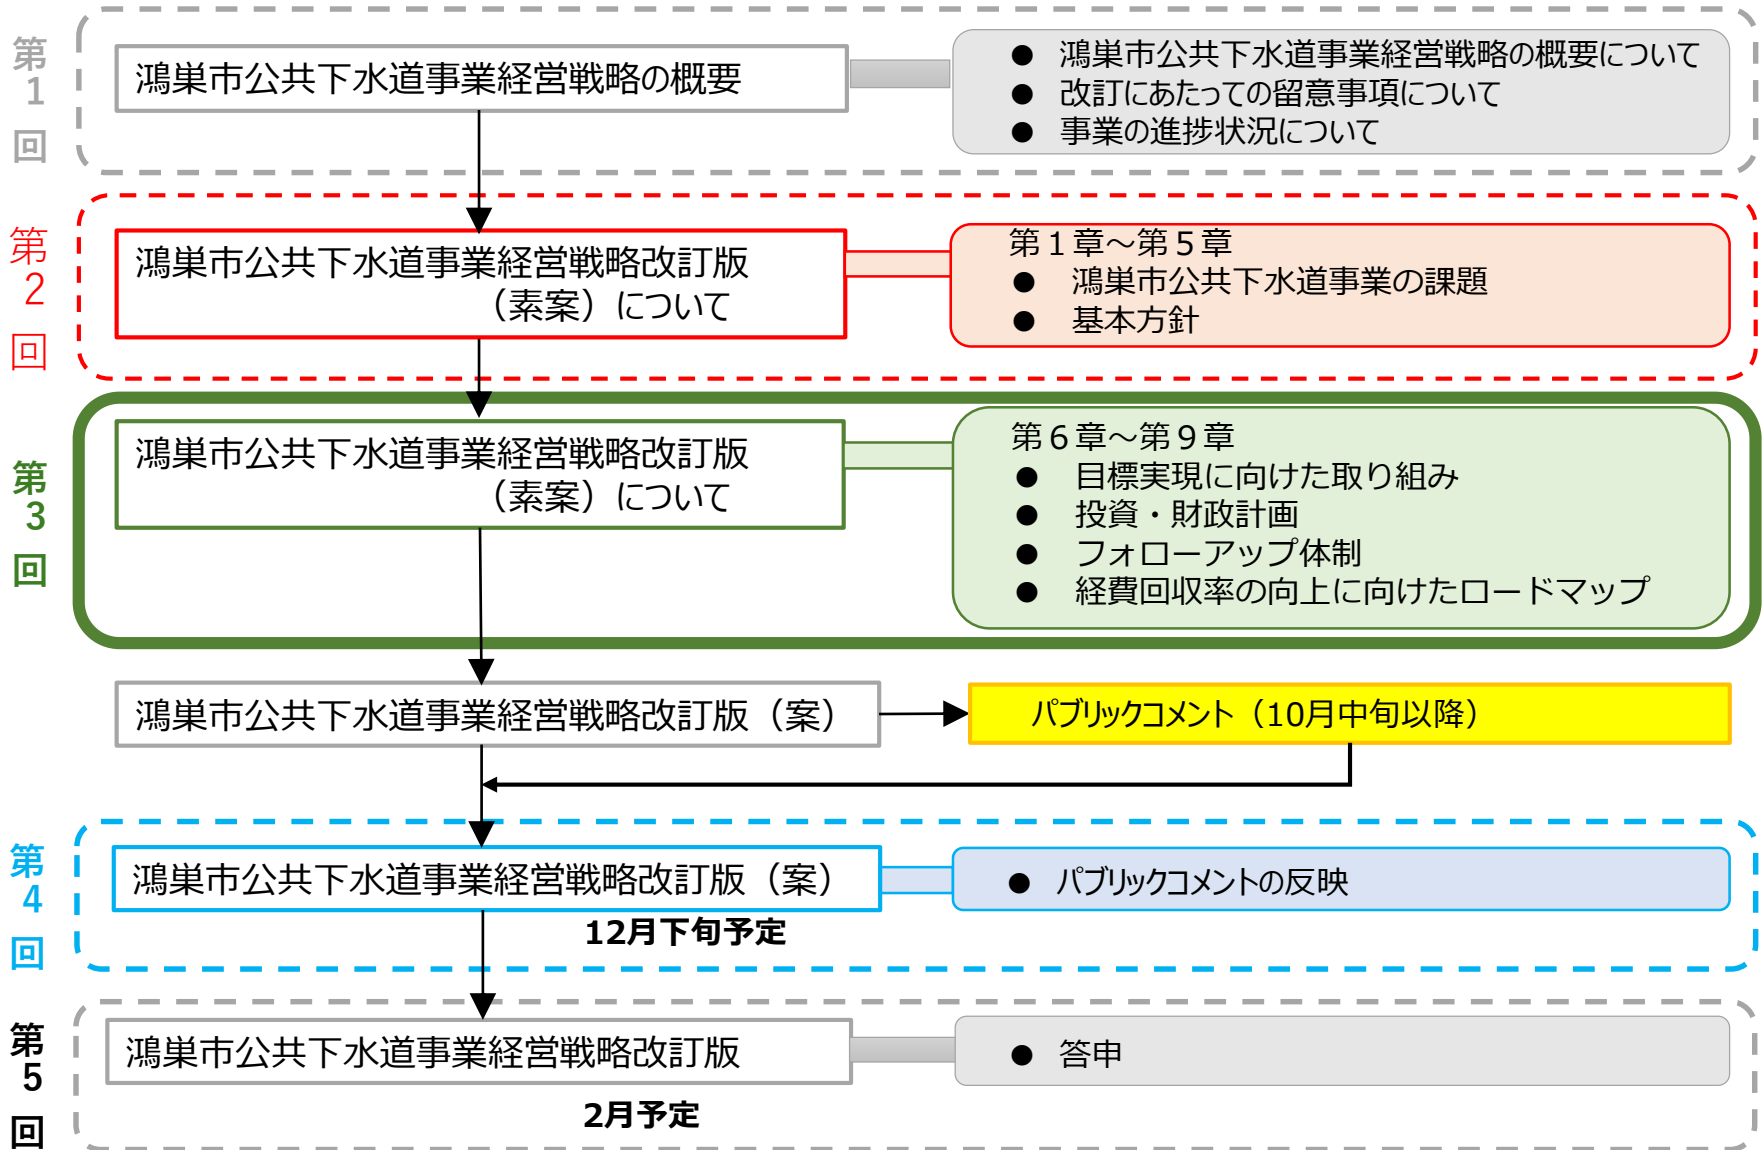 第1回
鴻巣市公共下水道事業経営戦略の概要
● 鴻巣市公共下水道事業経営戦略の概要について
● 改訂にあたっての留意事項について
● 事業の進捗状況について
第2回
鴻巣市公共下水道事業経営戦略改訂版
（素案）について
第１章～第５章
● 鴻巣市公共下水道事業の課題
● 基本方針
第3回
鴻巣市公共下水道事業経営戦略改訂版
（素案）について
第６章～第９章
● 目標実現に向けた取り組み
● 投資・財政計画
● フォローアップ体制
● 経費回収率の向上に向けたロードマップ
鴻巣市公共下水道事業経営戦略改訂版（案）
パブリックコメント（10月中旬以降）
第4回
鴻巣市公共下水道事業経営戦略改訂版（案）
● パブリックコメントの反映
12月下旬予定
第5回
鴻巣市公共下水道事業経営戦略改訂版
● 答申
2月予定